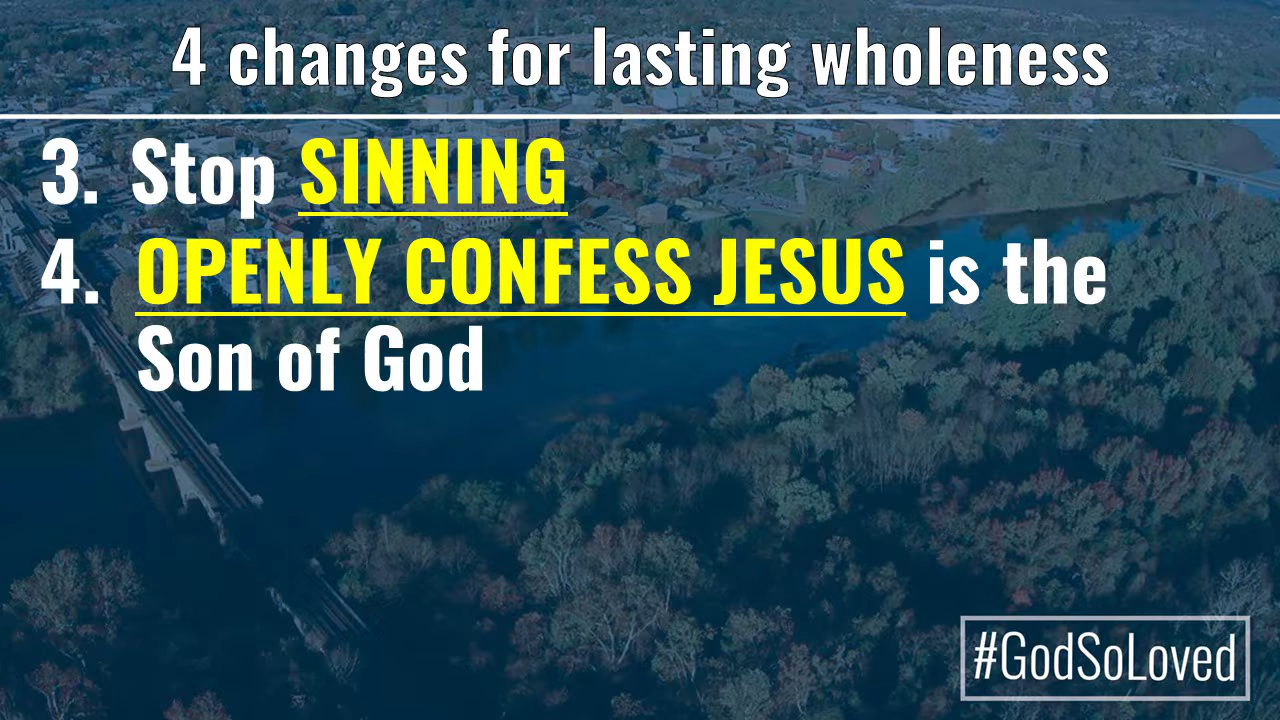 4 changes for lasting wholeness
3. Stop SINNING
4. OPENLY CONFESS JESUS is the
Son of God
#GodSoLoved